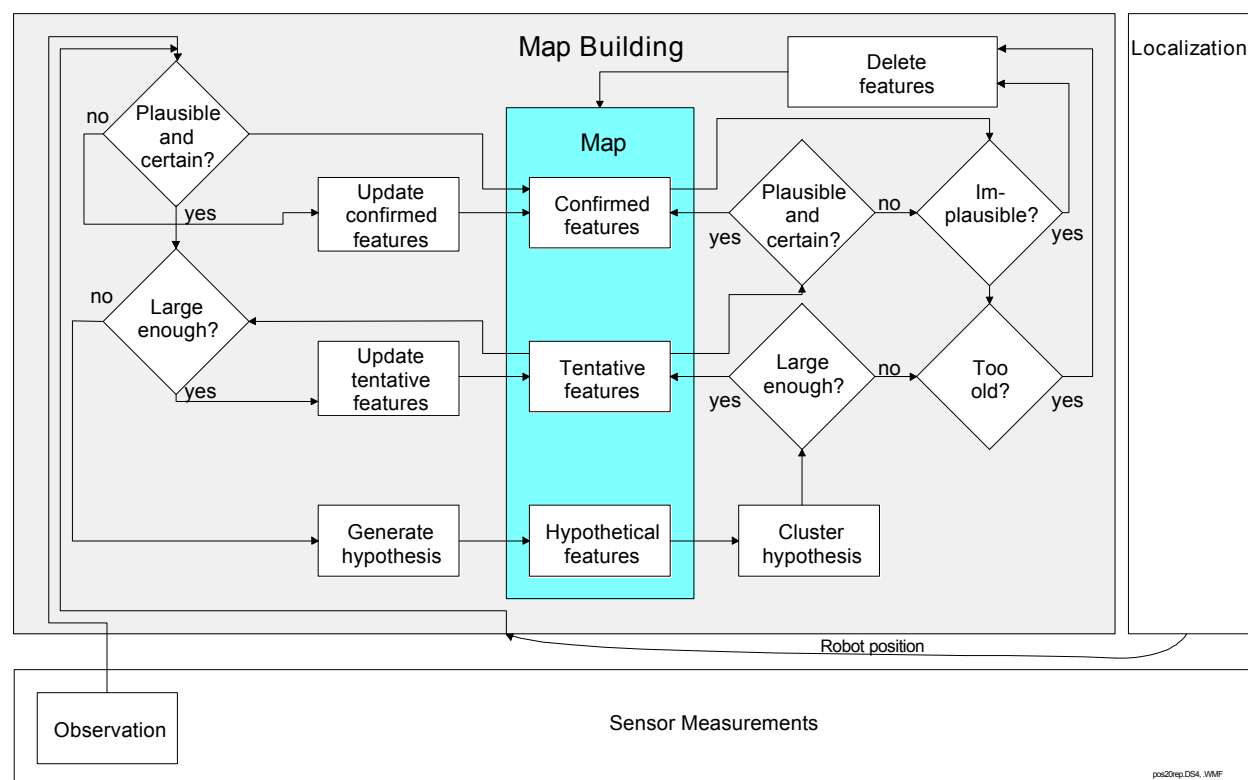 Map Building
Localization
Delete
features
no
Plausible
and
certain?
yes
Map
Update
confirmed
features
Confirmed
features
Plausible
and
certain?
yes
no
Im-
plausible?
yes
no
Large
enough?
yes
Update
tentative
features
Tentative
features
Large
enough?
yes
no
Too
old?
yes
Generate
hypothesis
Hypothetical
features
Cluster
hypothesis
Robot position
Observation
Sensor Measurements
pos20rep.DS4, .WMF